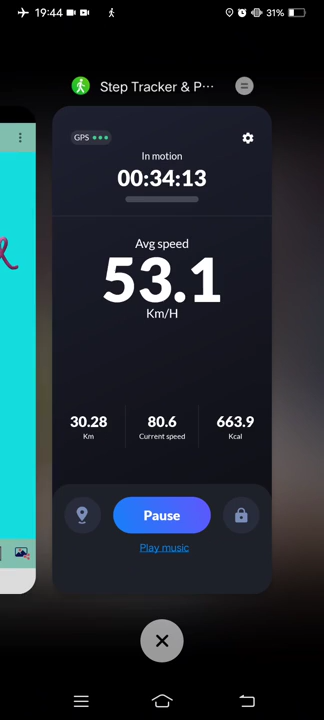 19:44
31%
Step Tracker & P···
GPS
In motion
00:34:13
Avg speed
53.1
Km/H
30.28
Km
80.6
Current speed
663.9
Kcal
Pause
Play music